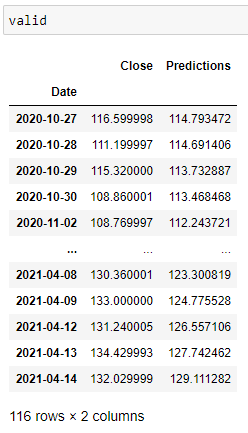 valid
Close Predictions
Date
2020-10-27 116.599998 114.793472
2020-10-28 111.199997 114.691406
2020-10-29 115.320000 113.732887
2020-10-30 108.860001 113.468468
2020-11-02 108.769997 112.243721
... ... ...
2021-04-08 130.360001 123.300819
2021-04-09 133.000000 124.775528
2021-04-12 131.240005 126.557106
2021-04-13 134.429993 127.742462
2021-04-14 132.029999 129.111282
116 rows × 2 columns